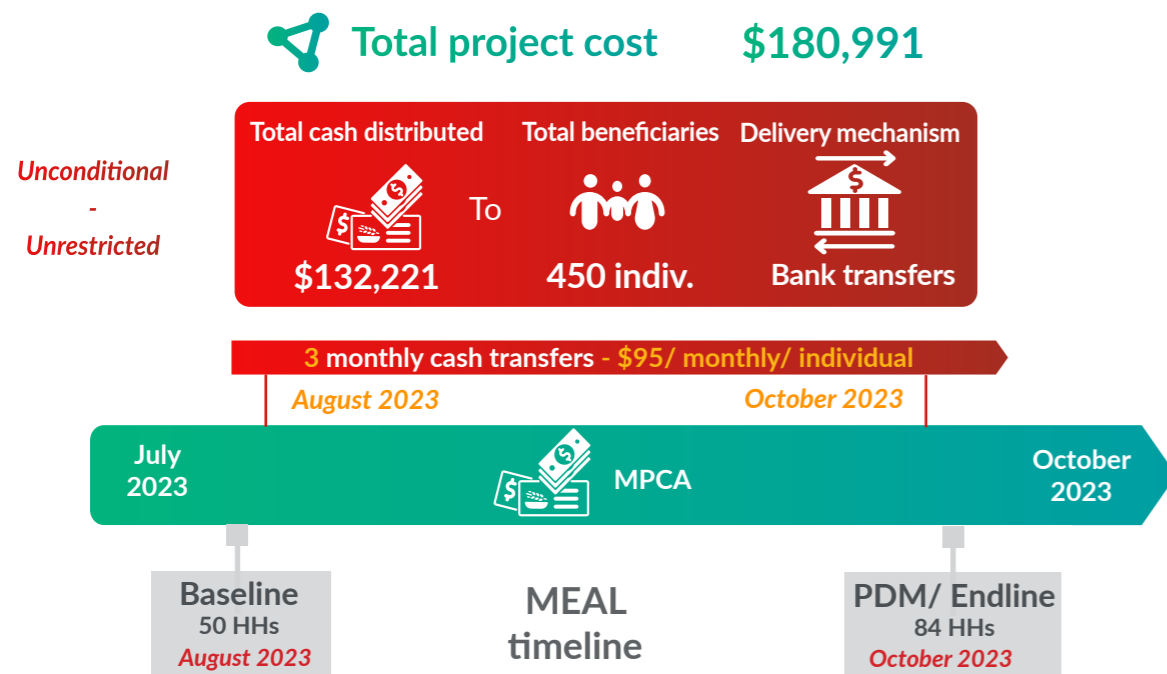 Total project cost $180,991
Unconditional
-
Unrestricted
Total cash distributed
$132,221
To
Total beneficiaries
450 indiv.
Delivery mechanism
Bank transfers
3 monthly cash transfers - $95/ monthly/ individual
August 2023
October 2023
July
2023
MPCA
October
2023
Baseline
50 HHs
August 2023
MEAL
timeline
PDM/ Endline
84 HHs
October 2023